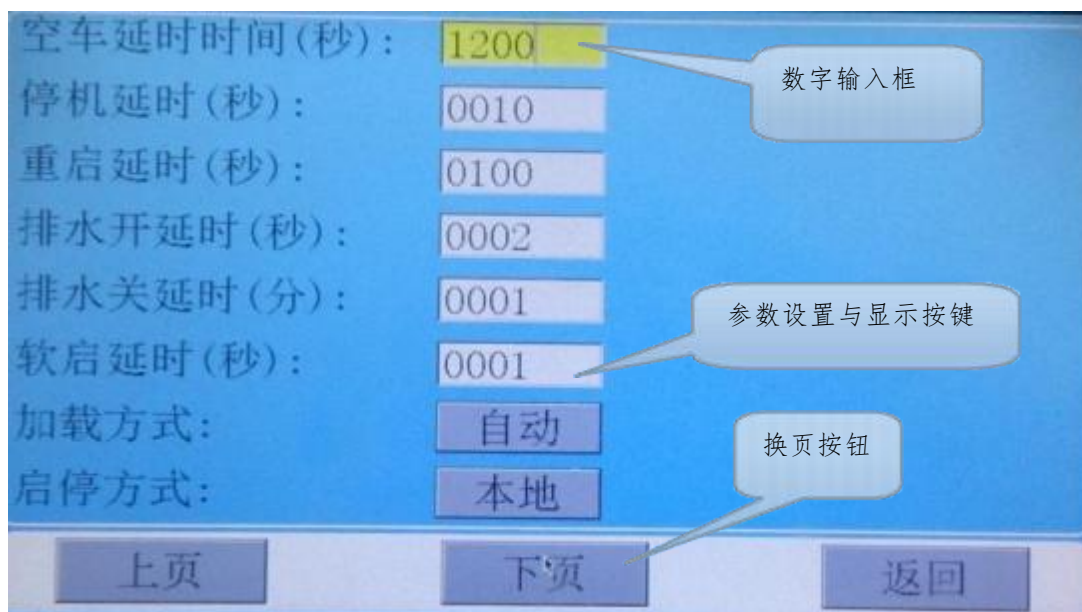 空车延时时间(秒): 1200
数字输入框
停机延时(秒): 0010
重启延时(秒): 0100
排水开延时(秒): 0002
排水关延时(分): 0001
参数设置与显示按键
软启延时(秒): 0001
加载方式: 自动
换页按钮
启停方式: 本地
上页 下页 返回